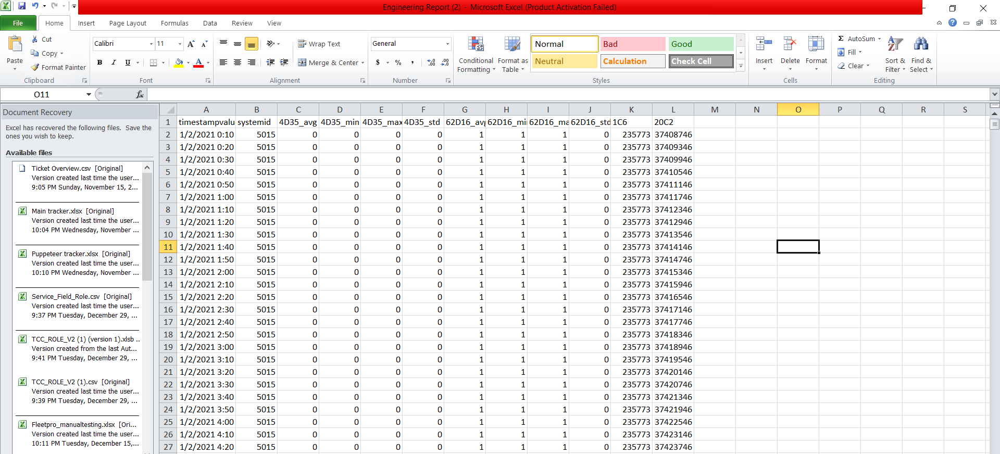 Engineering Report (2) - Microsoft Excel (Product Activation Failed)
File Home Insert Page Layout Formulas Data Review View
Paste
Cut
Copy
Format Painter
Clipboard
Calibri 11
B I U
Font
Wrap Text
Merge & Center
Alignment
General
$ % ,
Number
Conditional Formatting
Format as Table
Normal Bad Good
Neutral Calculation Check Cell
Styles
Insert Delete Format
Cells
AutoSum
Fill
Clear
Sort & Filter
Find & Select
Editing
O11 fx
Document Recovery
Excel has recovered the following files. Save the
ones you wish to keep.
Available files
Ticket Overview.csv [Original]
Version created last time the user...
9:05 PM Sunday, November 15, 2...
Main tracker.xlsx [Original]
Version created last time the user...
10:04 PM Wednesday, November ...
Puppeteer tracker.xlsx [Original]
Version created last time the user...
10:10 PM Wednesday, November ...
Service_Field_Role.csv [Original]
Version created last time the user...
9:37 PM Tuesday, December 29, ...
TCC_ROLE_V2 (1) (version 1).xlsb ..
Version created from the last Aut...
9:41 PM Tuesday, December 29, ...
TCC_ROLE_V2 (1).csv [Original]
Version created last time the user...
9:39 PM Tuesday, December 29, ...
Fleetpro_manualtesting.xlsx [Ori...
Version created last time the user...
10:11 PM Tuesday, December 15,...
A B C D E F G H I J K L M N O P Q R S
1 timestampvalu systemid 4D35_avg 4D35_min 4D35_max 4D35_std 62D16_avg 62D16_mi 62D16_ma 62D16_std 1C6 20C2
2 1/2/2021 0:10 5015 0 0 0 0 1 1 1 0 235773 37408746
3 1/2/2021 0:20 5015 0 0 0 0 1 1 1 0 235773 37409346
4 1/2/2021 0:30 5015 0 0 0 0 1 1 1 0 235773 37409946
5 1/2/2021 0:40 5015 0 0 0 0 1 1 1 0 235773 37410546
6 1/2/2021 0:50 5015 0 0 0 0 1 1 1 0 235773 37411146
7 1/2/2021 1:00 5015 0 0 0 0 1 1 1 0 235773 37411746
8 1/2/2021 1:10 5015 0 0 0 0 1 1 1 0 235773 37412346
9 1/2/2021 1:20 5015 0 0 0 0 1 1 1 0 235773 37412946
10 1/2/2021 1:30 5015 0 0 0 0 1 1 1 0 235773 37413546
11 1/2/2021 1:40 5015 0 0 0 0 1 1 1 0 235773 37414146
12 1/2/2021 1:50 5015 0 0 0 0 1 1 1 0 235773 37414746
13 1/2/2021 2:00 5015 0 0 0 0 1 1 1 0 235773 37415346
14 1/2/2021 2:10 5015 0 0 0 0 1 1 1 0 235773 37415946
15 1/2/2021 2:20 5015 0 0 0 0 1 1 1 0 235773 37416546
16 1/2/2021 2:30 5015 0 0 0 0 1 1 1 0 235773 37417146
17 1/2/2021 2:40 5015 0 0 0 0 1 1 1 0 235773 37417746
18 1/2/2021 2:50 5015 0 0 0 0 1 1 1 0 235773 37418346
19 1/2/2021 3:00 5015 0 0 0 0 1 1 1 0 235773 37418946
20 1/2/2021 3:10 5015 0 0 0 0 1 1 1 0 235773 37419546
21 1/2/2021 3:20 5015 0 0 0 0 1 1 1 0 235773 37420146
22 1/2/2021 3:30 5015 0 0 0 0 1 1 1 0 235773 37420746
23 1/2/2021 3:40 5015 0 0 0 0 1 1 1 0 235773 37421346
24 1/2/2021 3:50 5015 0 0 0 0 1 1 1 0 235773 37421946
25 1/2/2021 4:00 5015 0 0 0 0 1 1 1 0 235773 37422546
26 1/2/2021 4:10 5015 0 0 0 0 1 1 1 0 235773 37423146
27 1/2/2021 4:20 5015 0 0 0 0 1 1 1 0 235773 37423746